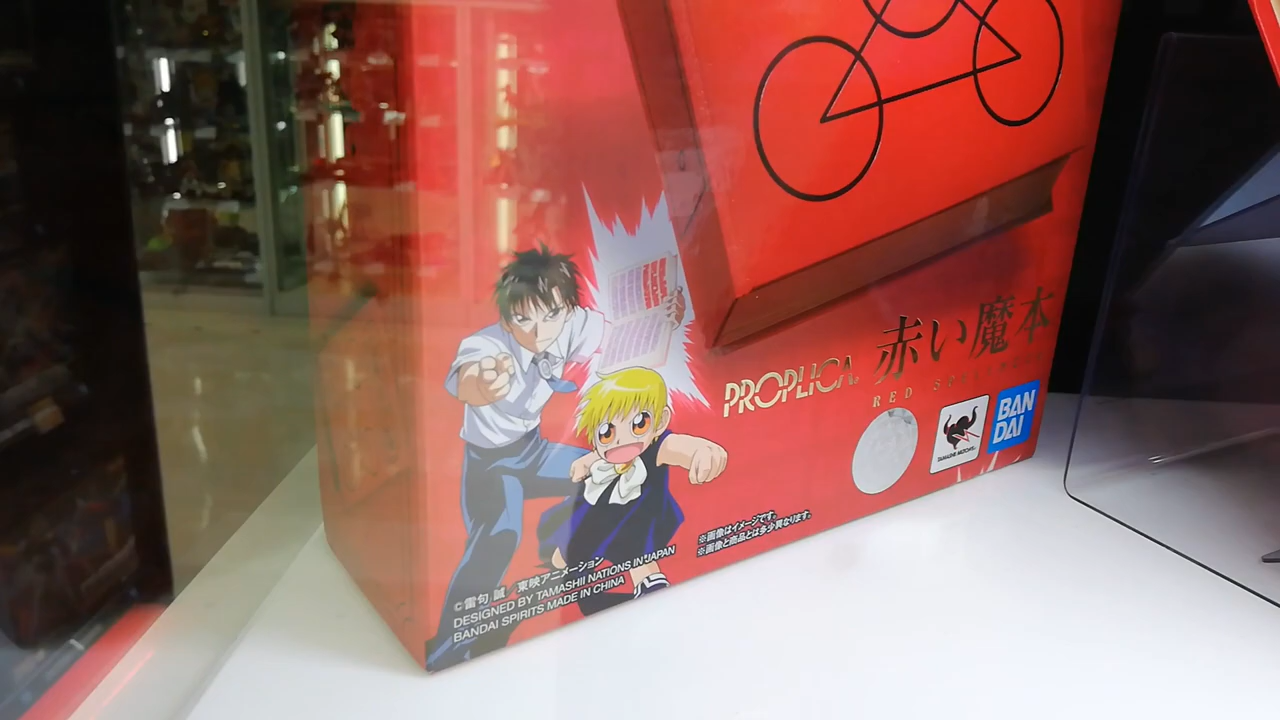 PROPLICA 赤い魔本
RED
BAN
DAI
TAMASHII NATIONS
※画像はイメージです。
※画像と商品とは多少異なります。
©雷句 誠／東映アニメーション
DESIGNED BY TAMASHII NATIONS IN JAPAN
BANDAI SPIRITS MADE IN CHINA